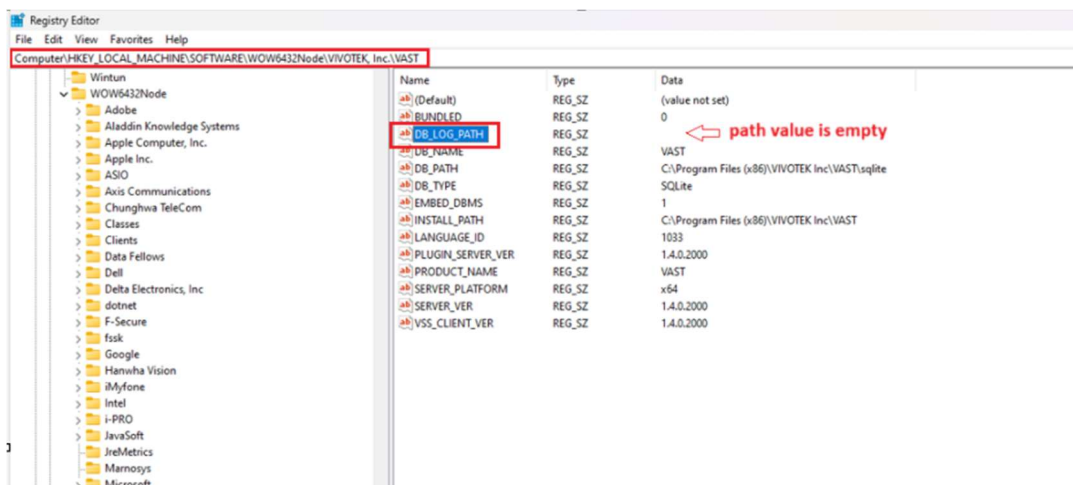 Registry Editor
File Edit View Favorites Help
Computer\HKEY_LOCAL_MACHINE\SOFTWARE\WOW6432Node\VIVOTEK, Inc.\VAST
Wintun
WOW6432Node
Adobe
Aladdin Knowledge Systems
Apple Computer, Inc.
Apple Inc.
ASIO
Axis Communications
Chunghwa TeleCom
Classes
Clients
Data Fellows
Dell
Delta Electronics, Inc
dotnet
F-Secure
fssk
Google
Hanwha Vision
iMyfone
Intel
i-PRO
JavaSoft
JreMetrics
Marnosys
Microsoft
Name Type Data
(Default) REG_SZ (value not set)
BUNDLED REG_SZ 0
DB_LOG_PATH REG_SZ path value is empty
DB_NAME REG_SZ VAST
DB_PATH REG_SZ C:\Program Files (x86)\VIVOTEK Inc\VAST\sqlite
DB_TYPE REG_SZ SQLite
EMBED_DBMS REG_SZ 1
INSTALL_PATH REG_SZ C:\Program Files (x86)\VIVOTEK Inc\VAST
LANGUAGE_ID REG_SZ 1033
PLUGIN_SERVER_VER REG_SZ 1.4.0.2000
PRODUCT_NAME REG_SZ VAST
SERVER_PLATFORM REG_SZ x64
SERVER_VER REG_SZ 1.4.0.2000
VSS_CLIENT_VER REG_SZ 1.4.0.2000